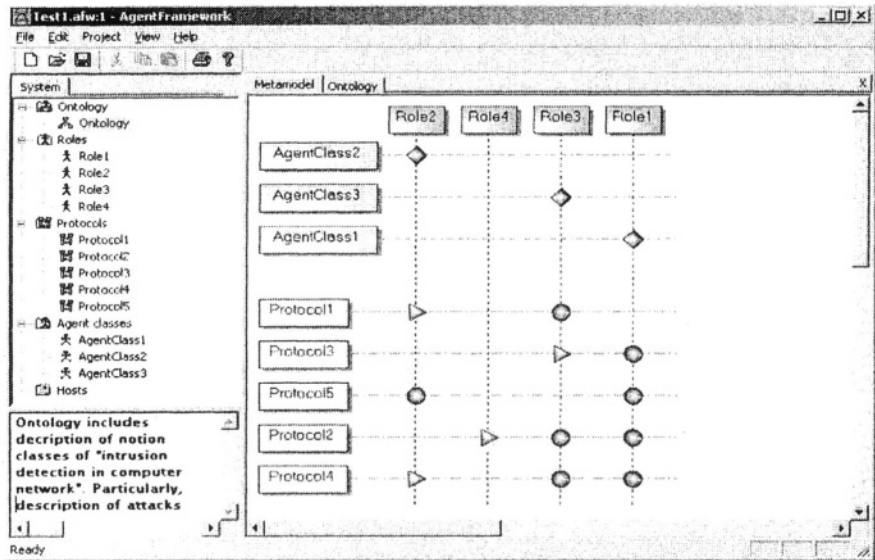 Test1.afw:1 - AgentFramework
File Edit Project View Help
System
Ontology
Ontology
Roles
Role1
Role2
Role3
Role4
Protocols
Protocol1
Protocol2
Protocol3
Protocol4
Protocol5
Agent classes
AgentClass1
AgentClass2
AgentClass3
Hosts
Ontology includes
decription of notion
classes of "intrusion
detection in computer
network". Particularly,
description of attacks
Metamodel Ontology X
Role2 Role4 Role3 Role1
AgentClass2
AgentClass3
AgentClass1
Protocol1
Protocol3
Protocol5
Protocol2
Protocol4
Ready